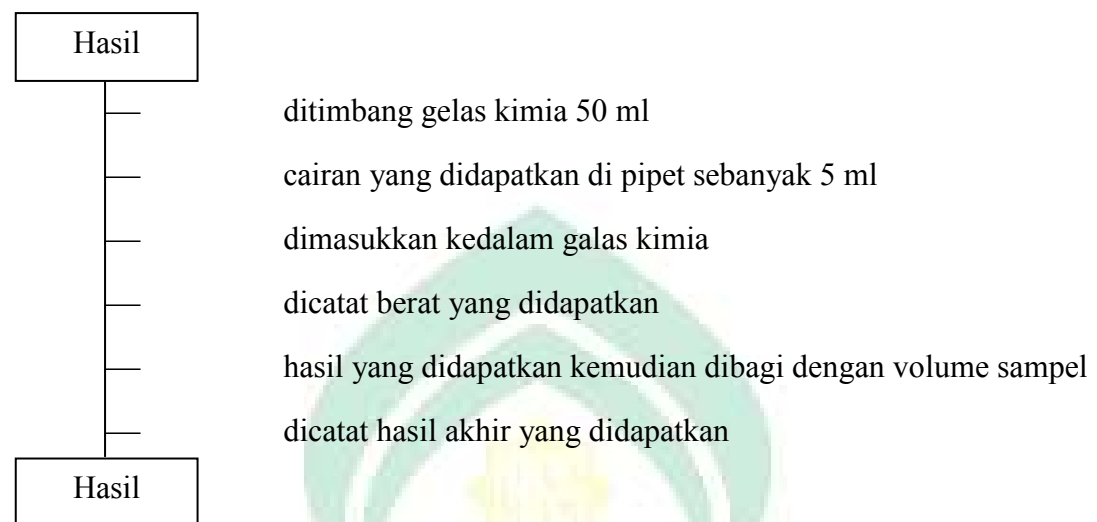 Hasil
ditimbang gelas kimia 50 ml
cairan yang didapatkan di pipet sebanyak 5 ml
dimasukkan kedalam galas kimia
dicatat berat yang didapatkan
hasil yang didapatkan kemudian dibagi dengan volume sampel
dicatat hasil akhir yang didapatkan
Hasil